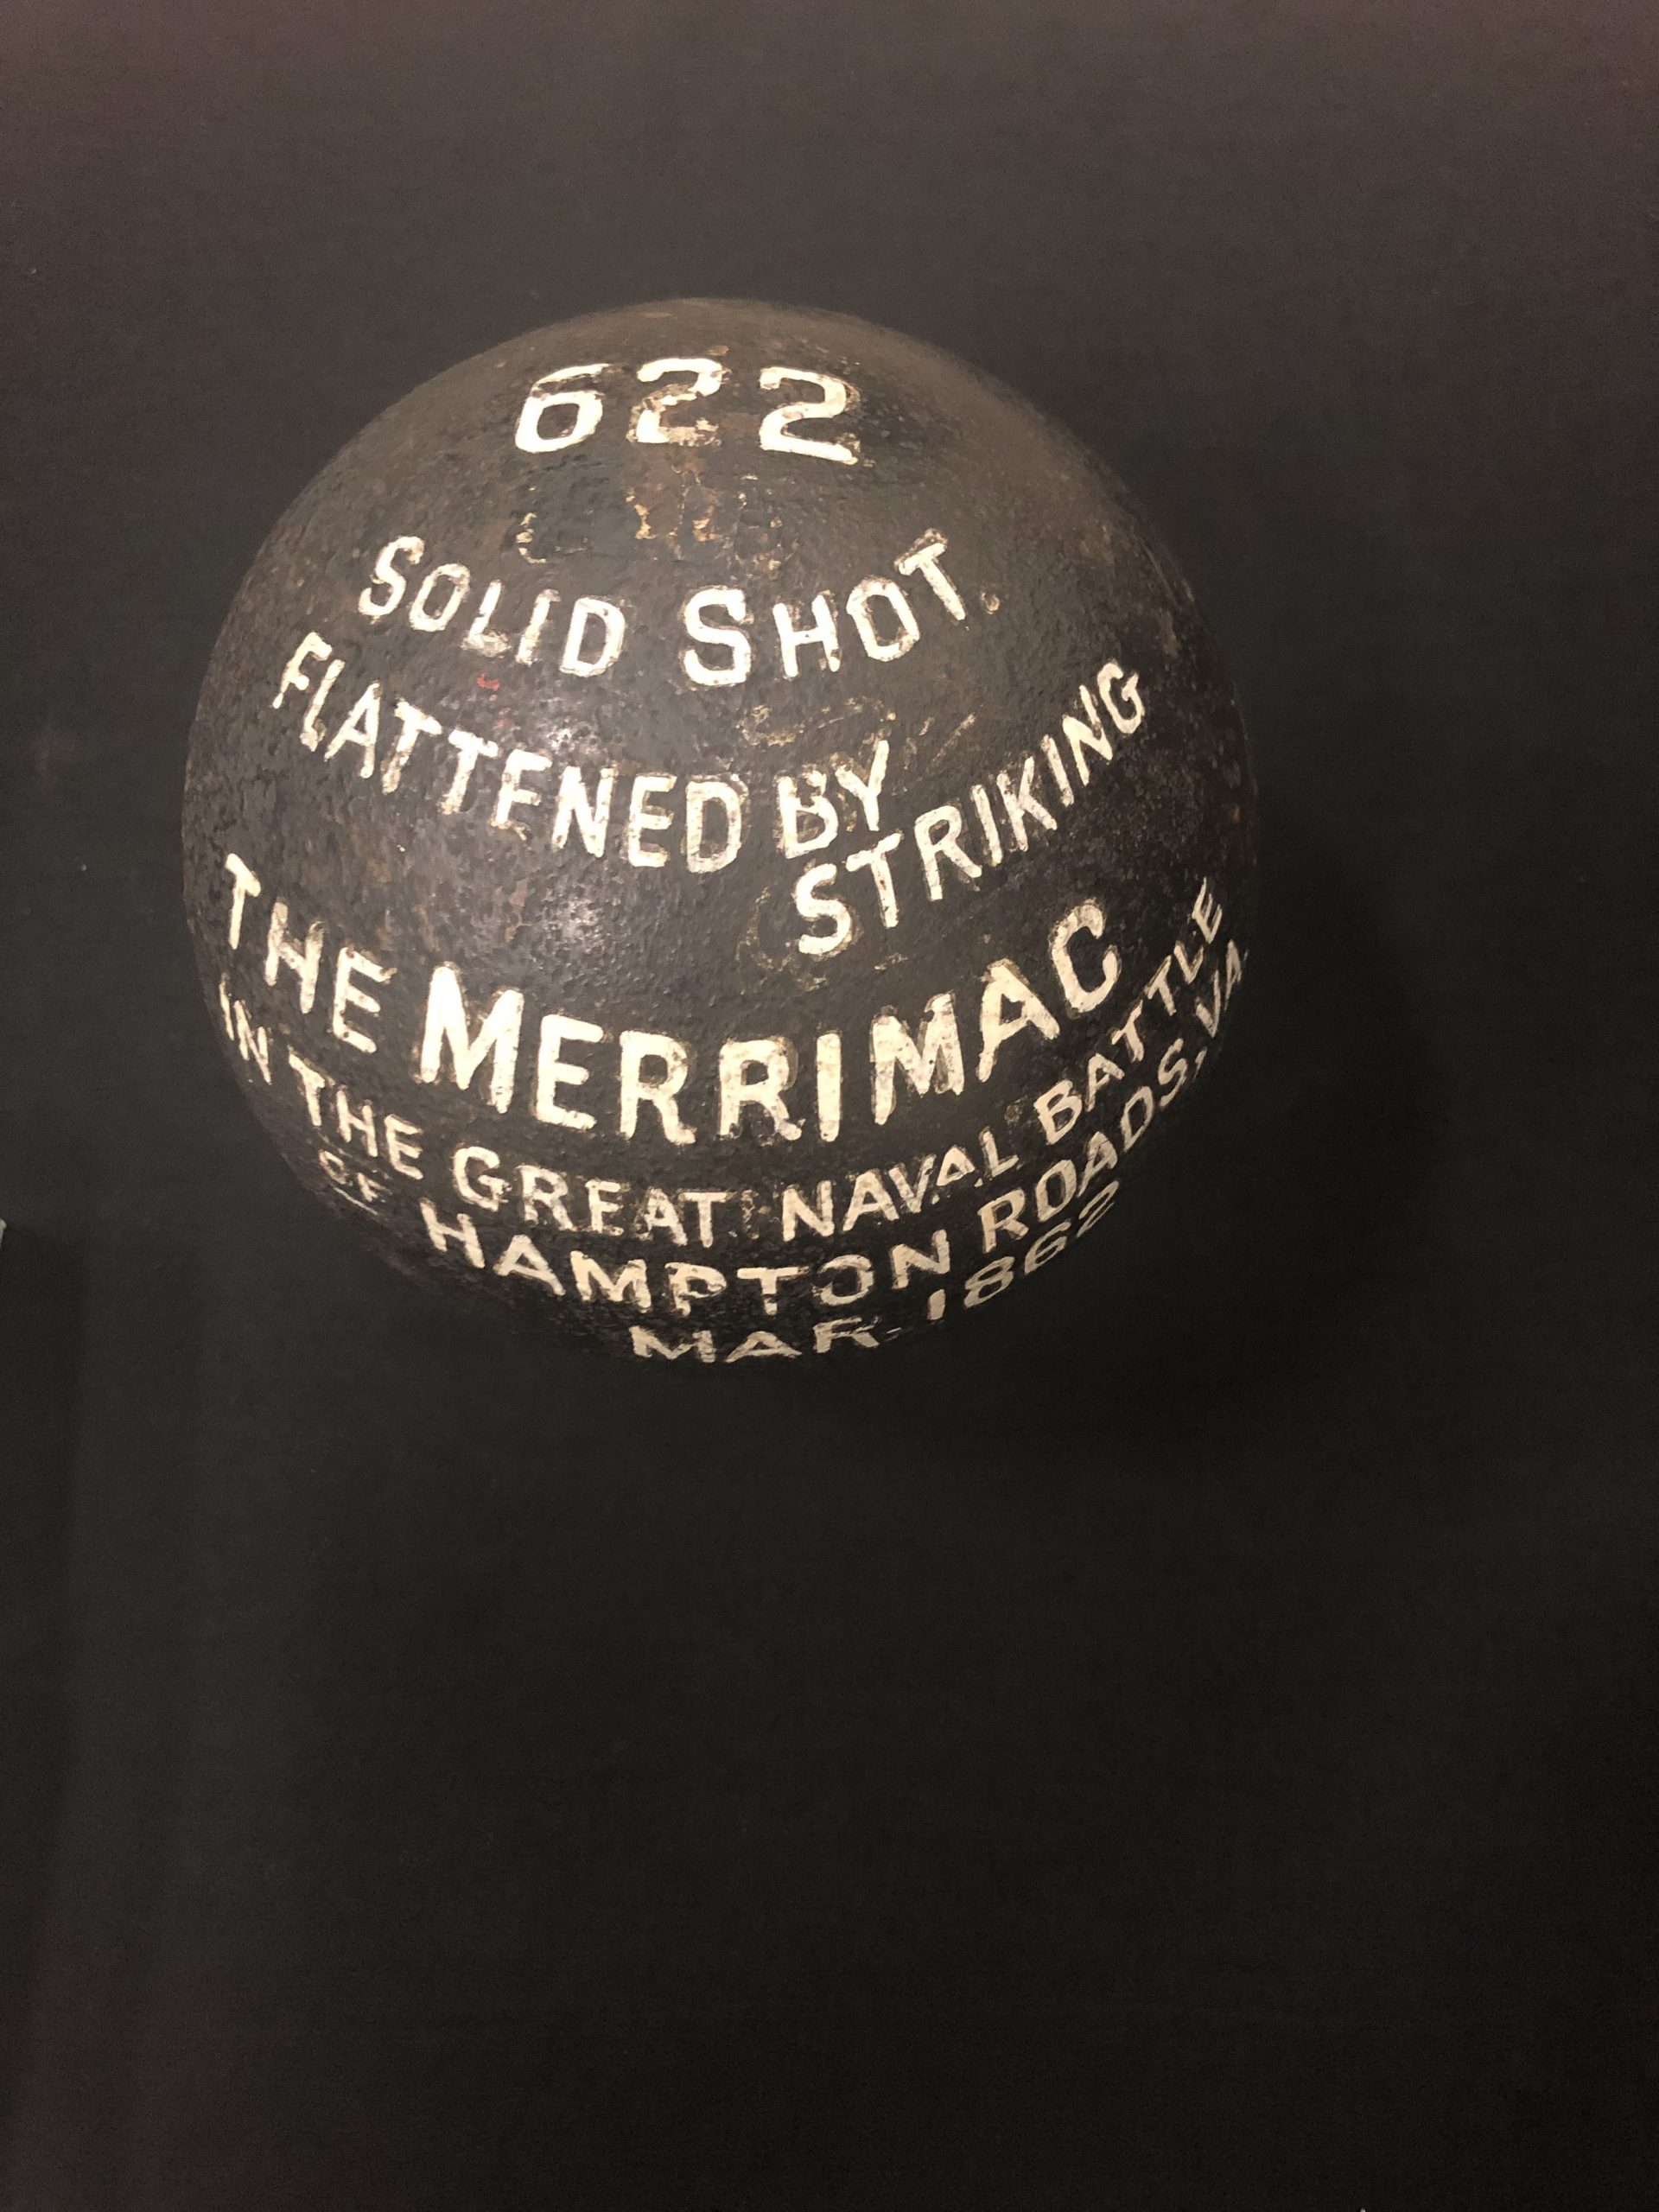 622
SOLID SHOT.
FLATTENED BY
STRIKING
THE MERRIMAC
IN THE GREAT NAVAL BATTLE
OF HAMPTON ROADS, VA.
MAR. 1862